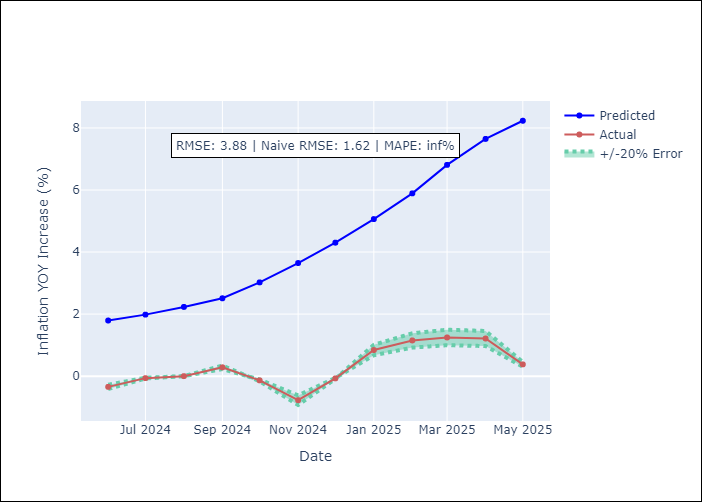 RMSE: 3.88 | Naive RMSE: 1.62 | MAPE: inf%
Predicted
Actual
+/-20% Error
Inflation YOY Increase (%)
8
6
4
2
0
Jul 2024
Sep 2024
Nov 2024
Jan 2025
Mar 2025
May 2025
Date